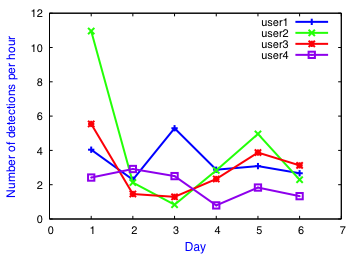 Number of detections per hour
12
10
8
6
4
2
0
user1
user2
user3
user4
0 1 2 3 4 5 6 7
Day